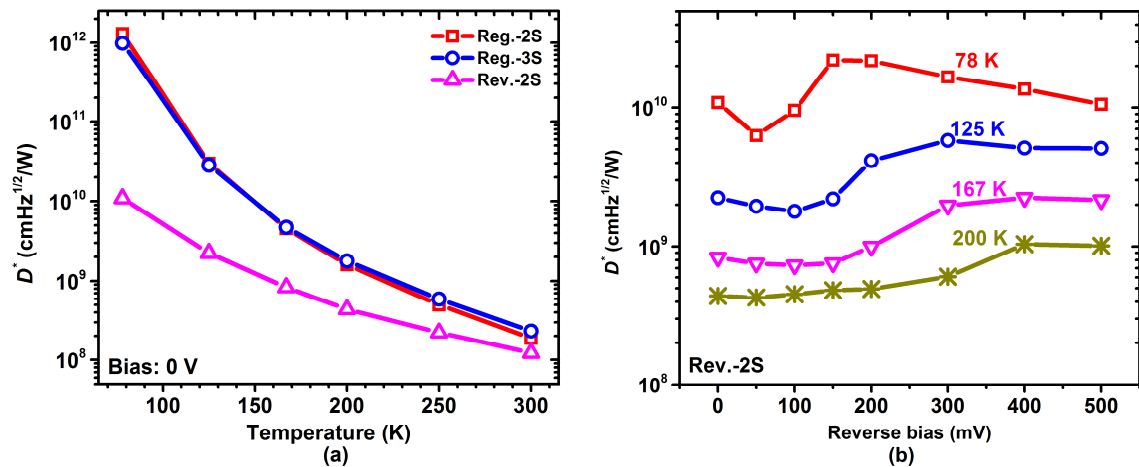 D* (cmHz1/2/W)
10¹²
10¹¹
10¹⁰
10⁹
10⁸
Reg.-2S
Reg.-3S
Rev.-2S
Bias: 0 V
100 150 200 250 300
Temperature (K)
(a)
D* (cmHz1/2/W)
10¹⁰
10⁹
10⁸
78 K
125 K
167 K
200 K
Rev.-2S
0 100 200 300 400 500
Reverse bias (mV)
(b)